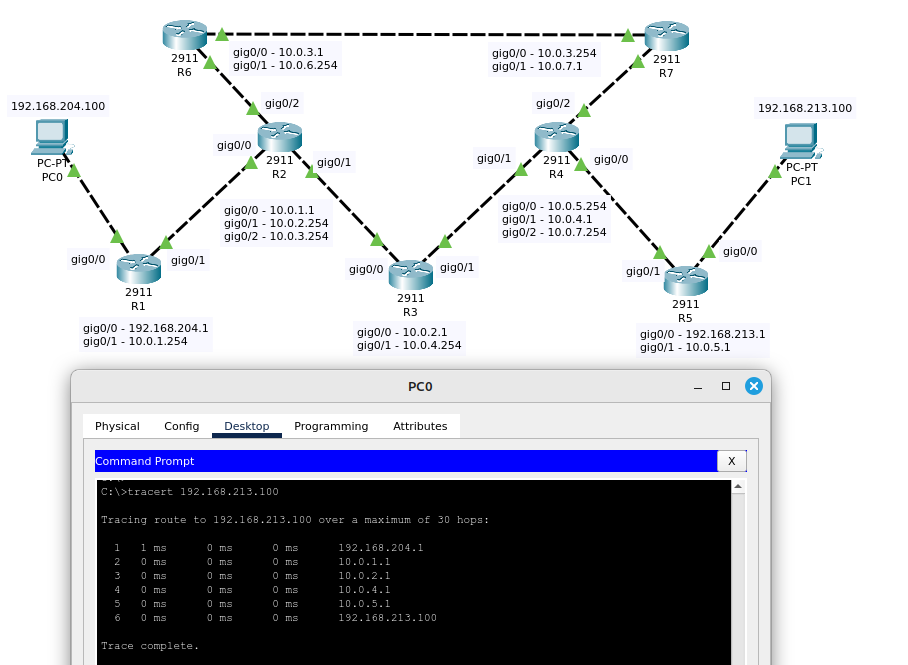 gig0/0 - 10.0.3.1
gig0/1 - 10.0.6.254
2911
R6
gig0/0 - 10.0.3.254
gig0/1 - 10.0.7.1
2911
R7
192.168.204.100
PC-PT
PC0
gig0/2
gig0/0
2911
R2
gig0/1
gig0/0 - 10.0.1.1
gig0/1 - 10.0.2.254
gig0/2 - 10.0.3.254
gig0/2
gig0/1
2911
R4
gig0/0
gig0/0 - 10.0.5.254
gig0/1 - 10.0.4.1
gig0/2 - 10.0.7.254
192.168.213.100
PC-PT
PC1
gig0/0
gig0/1
2911
R1
gig0/0 - 192.168.204.1
gig0/1 - 10.0.1.254
gig0/0
gig0/1
2911
R3
gig0/0 - 10.0.2.1
gig0/1 - 10.0.4.254
gig0/1
gig0/0
2911
R5
gig0/0 - 192.168.213.1
gig0/1 - 10.0.5.1
PC0
Physical Config Desktop Programming Attributes
Command Prompt X
C:\>tracert 192.168.213.100
Tracing route to 192.168.213.100 over a maximum of 30 hops:
1 1 ms 0 ms 0 ms 192.168.204.1
2 0 ms 0 ms 0 ms 10.0.1.1
3 0 ms 0 ms 0 ms 10.0.2.1
4 0 ms 0 ms 0 ms 10.0.4.1
5 0 ms 0 ms 0 ms 10.0.5.1
6 0 ms 0 ms 0 ms 192.168.213.100
Trace complete.